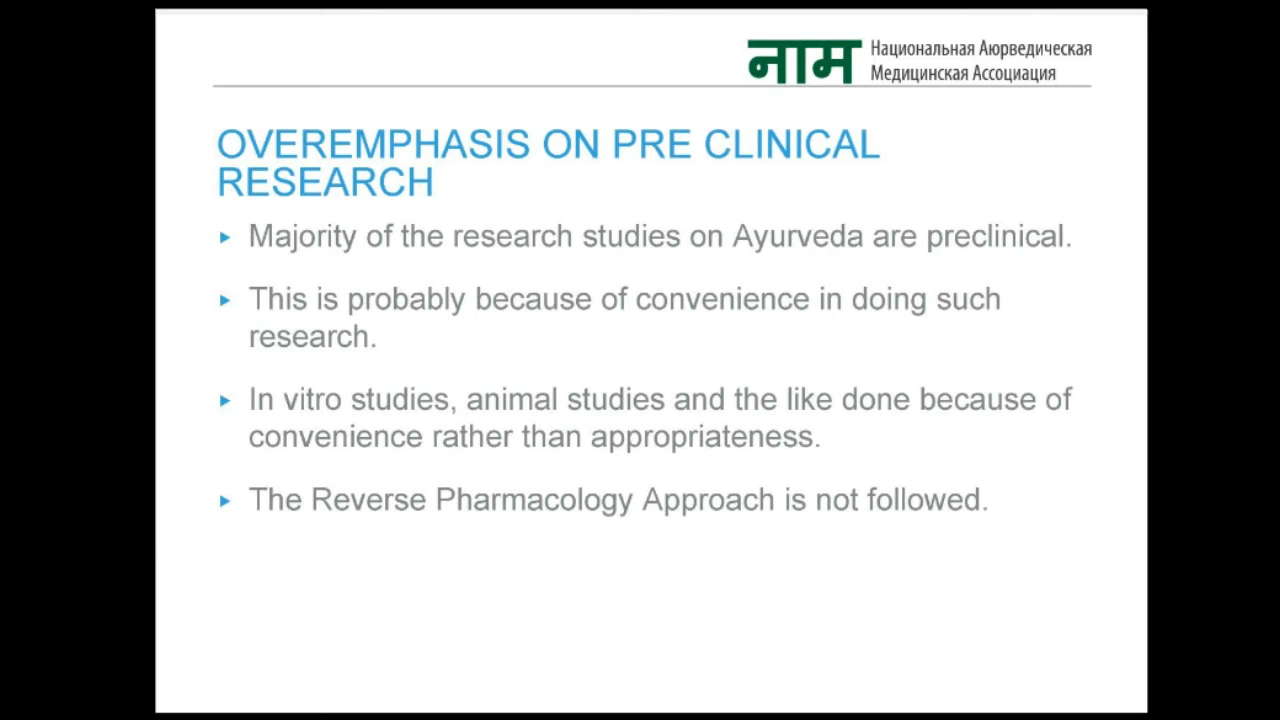 नाम
Национальная Аюрведическая
Медицинская Ассоциация
OVEREMPHASIS ON PRE CLINICAL
RESEARCH
Majority of the research studies on Ayurveda are preclinical.
This is probably because of convenience in doing such
research.
In vitro studies, animal studies and the like done because of
convenience rather than appropriateness.
The Reverse Pharmacology Approach is not followed.